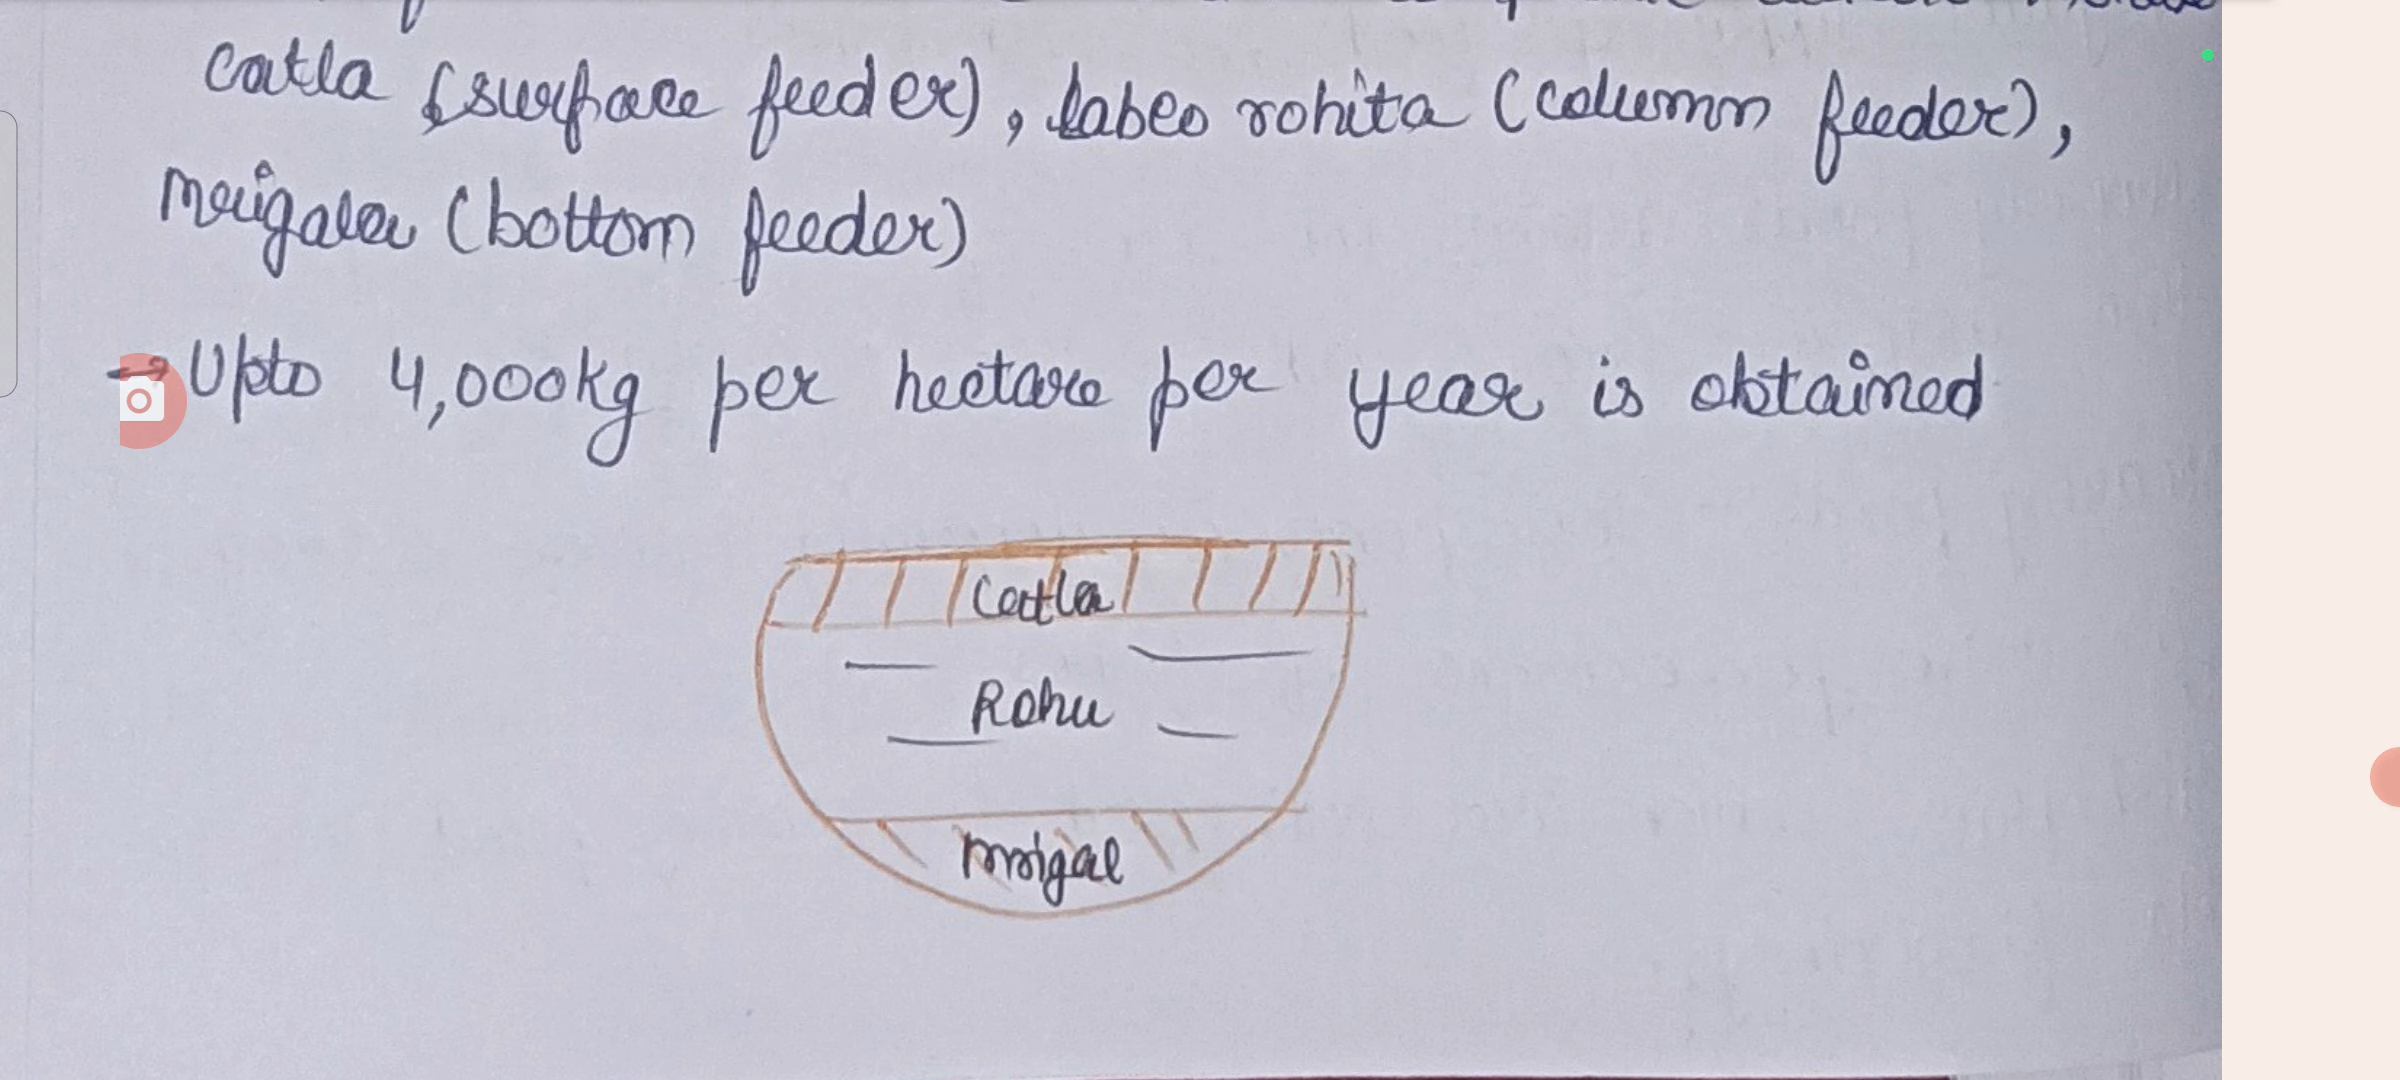 Catla (surface feeder), Labeo rohita (column feeder),
Mrigala (bottom feeder)
→ Upto 4,000kg per hectare per year is obtained
Catla
Rohu
Mrigal